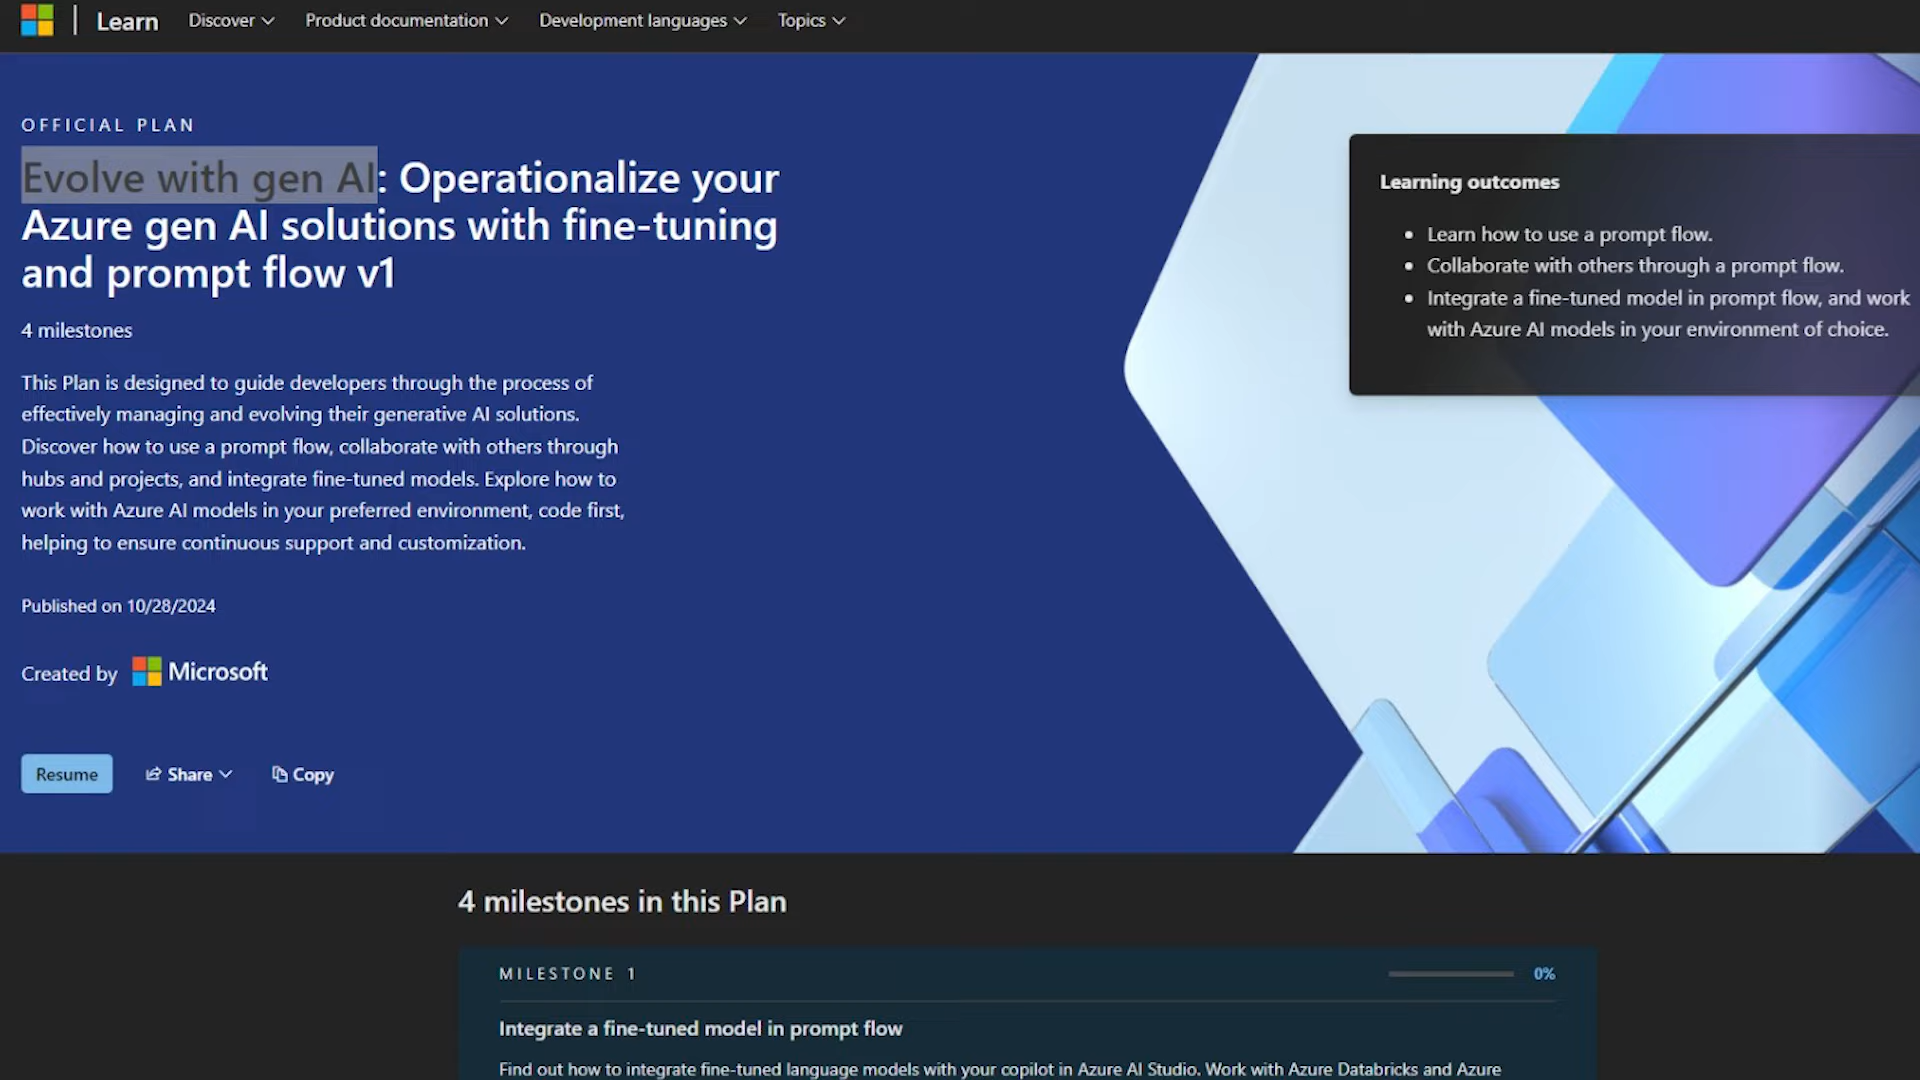 Learn Discover Product documentation Development languages Topics
OFFICIAL PLAN
Evolve with gen AI: Operationalize your
Azure gen AI solutions with fine-tuning
and prompt flow v1
4 milestones
This Plan is designed to guide developers through the process of
effectively managing and evolving their generative AI solutions.
Discover how to use a prompt flow, collaborate with others through
hubs and projects, and integrate fine-tuned models. Explore how to
work with Azure AI models in your preferred environment, code first,
helping to ensure continuous support and customization.
Published on 10/28/2024
Created by Microsoft
Resume Share Copy
Learning outcomes
• Learn how to use a prompt flow.
• Collaborate with others through a prompt flow.
• Integrate a fine-tuned model in prompt flow, and work
with Azure AI models in your environment of choice.
4 milestones in this Plan
MILESTONE 1 0%
Integrate a fine-tuned model in prompt flow
Find out how to integrate fine-tuned language models with your copilot in Azure AI Studio. Work with Azure Databricks and Azure